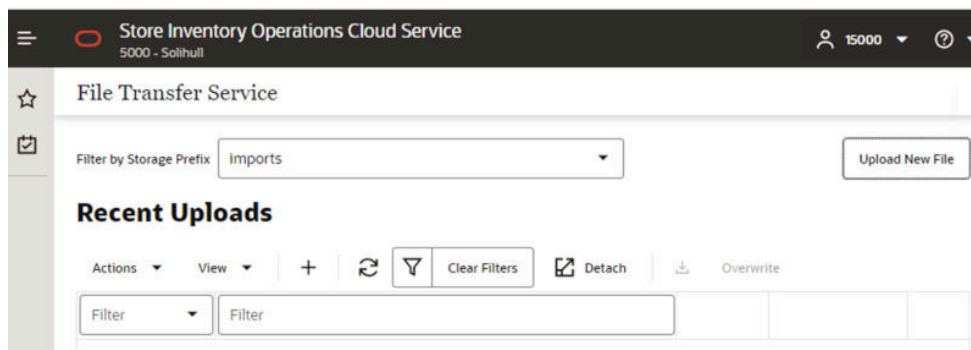 Store Inventory Operations Cloud Service
5000 - Solihull
15000
File Transfer Service
Filter by Storage Prefix imports
Upload New File
Recent Uploads
Actions View Clear Filters Detach Overwrite
Filter Filter